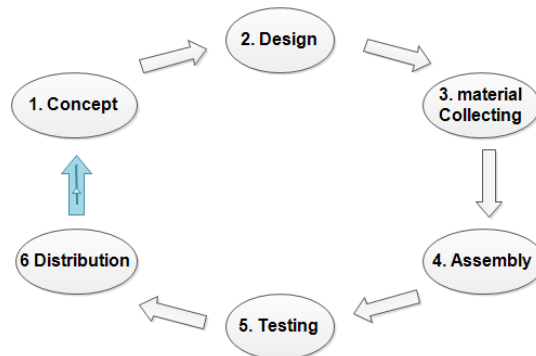 1. Concept
2. Design
3. material
Collecting
4. Assembly
5. Testing
6 Distribution